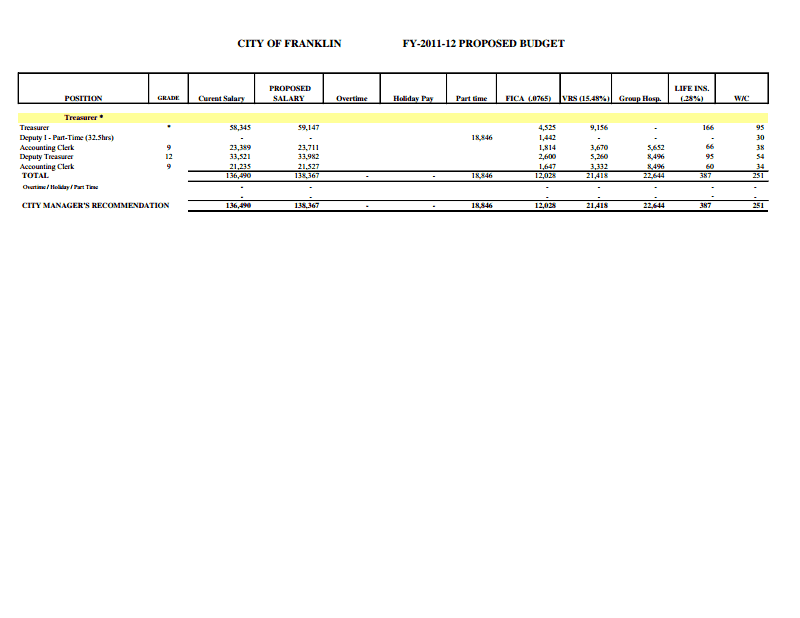 CITY OF FRANKLIN FY-2011-12 PROPOSED BUDGET
POSITION GRADE Curent Salary PROPOSED SALARY Overtime Holiday Pay Part time FICA (.0765) VRS (15.48%) Group Hosp. LIFE INS. (.28%) W/C
Treasurer *
Treasurer * 58,345 59,147 4,525 9,156 - 166 95
Deputy I - Part-Time (32.5hrs) - - 18,846 1,442 - - - 30
Accounting Clerk 9 23,389 23,711 1,814 3,670 5,652 66 38
Deputy Treasurer 12 33,521 33,982 2,600 5,260 8,496 95 54
Accounting Clerk 9 21,235 21,527 1,647 3,332 8,496 60 34
TOTAL 136,490 138,367 - - 18,846 12,028 21,418 22,644 387 251
Overtime / Holiday / Part Time - - - - - - -
- - - - - - -
CITY MANAGER'S RECOMMENDATION 136,490 138,367 - - 18,846 12,028 21,418 22,644 387 251